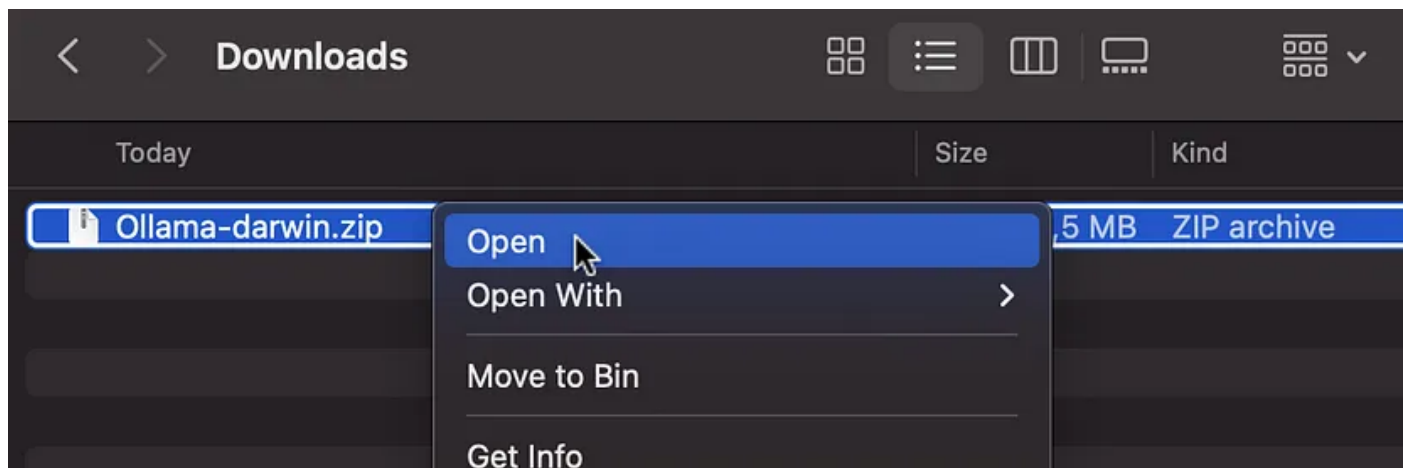 Downloads
Today Size Kind
Ollama-darwin.zip ,5 MB ZIP archive
Open
Open With
Move to Bin
Get Info